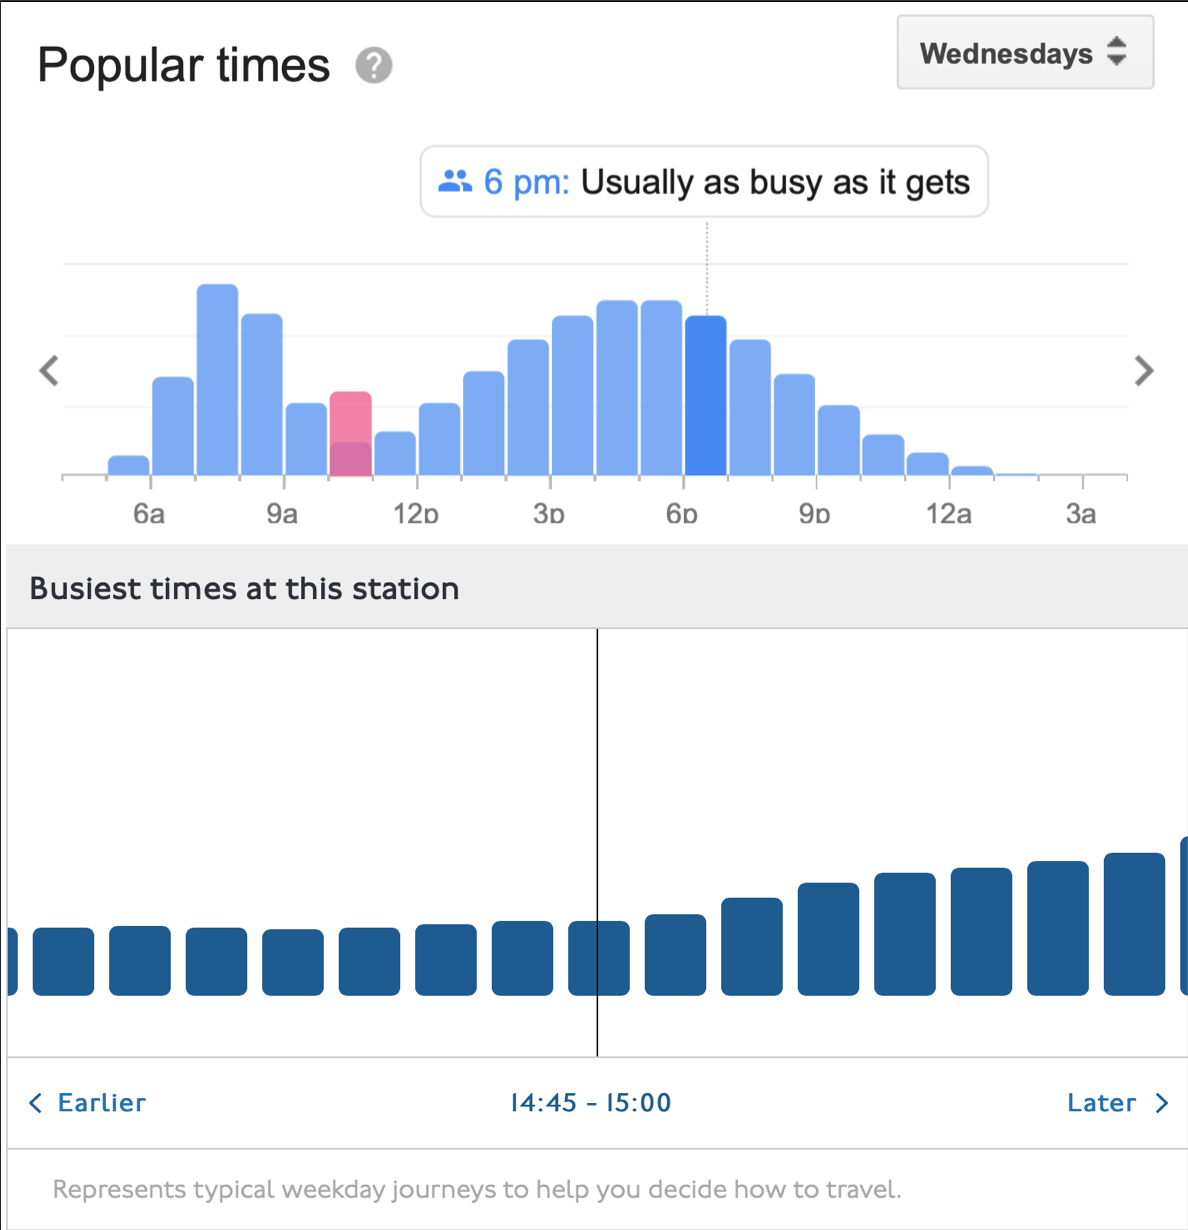 Popular times ?
Wednesdays
6 pm: Usually as busy as it gets
6a 9a 12p 3p 6p 9p 12a 3a
Busiest times at this station
Earlier 14:45 - 15:00 Later
Represents typical weekday journeys to help you decide how to travel.